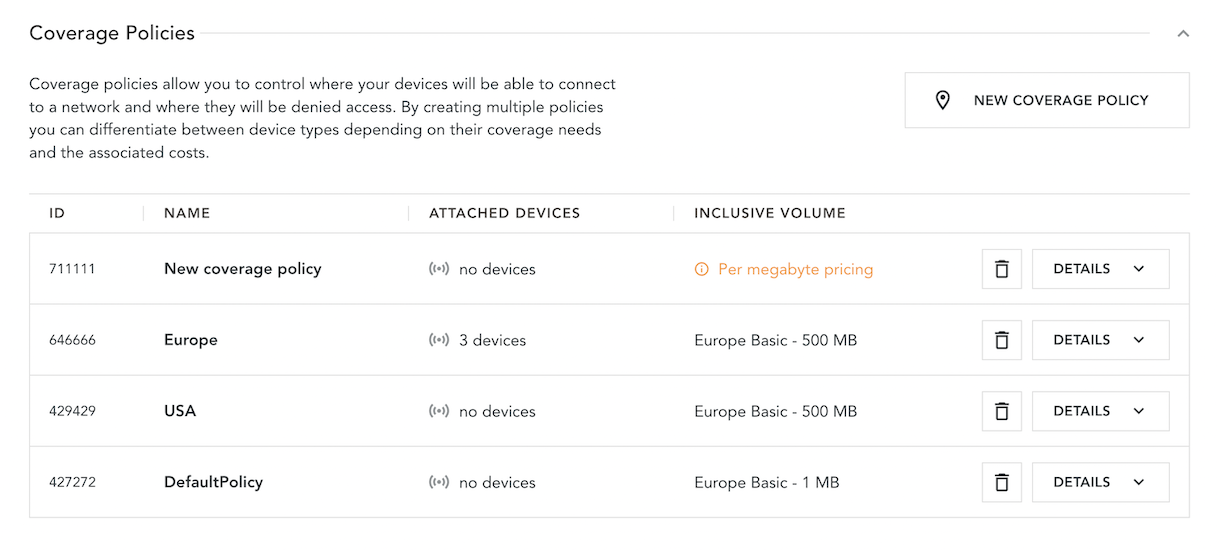 Coverage Policies
Coverage policies allow you to control where your devices will be able to connect
to a network and where they will be denied access. By creating multiple policies
you can differentiate between device types depending on their coverage needs
and the associated costs.
NEW COVERAGE POLICY
ID NAME ATTACHED DEVICES INCLUSIVE VOLUME
711111 New coverage policy no devices Per megabyte pricing DETAILS
646666 Europe 3 devices Europe Basic - 500 MB DETAILS
429429 USA no devices Europe Basic - 500 MB DETAILS
427272 DefaultPolicy no devices Europe Basic - 1 MB DETAILS